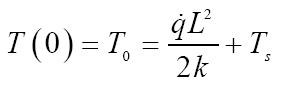 T(0) = T₀ = q̇L²/2k + Tₛ